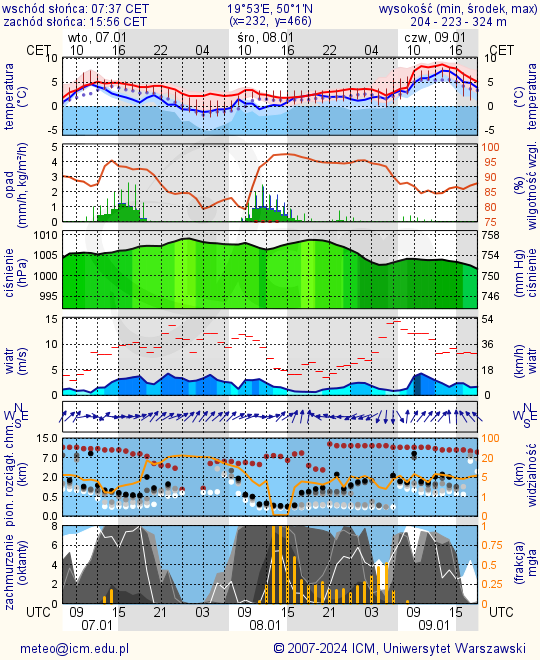 wschód słońca: 07:37 CET 19°53'E, 50°1'N wysokość (min, środek, max)
zachód słońca: 15:56 CET (x=232, y=466) 204 - 223 - 324 m
wto, 07.01 śro, 08.01 czw, 09.01
CET 10 16 22 04 10 16 22 04 10 16 CET
temperatura (°C)
10 5 0 -5
10 5 0 -5
temperatura (°C)
opad (mm/h, kg/m²/h)
5 4 3 2 1 0
100 95 90 85 80 75
(%) wilgotność wzgl.
ciśnienie (hPa)
1010 1005 1000 995
758 754 750 746
(mm Hg) ciśnienie
wiatr (m/s)
15 10 5 0
54 36 18 0
(km/h) wiatr
N W E S
N W E S
pion. rozciągł. chm. (km)
15.0 7.0 2.0 0.5 0.0
100 20 5 1 0
(km) widzialność
zachmurzenie (oktanty)
8 6 4 2 0
1 0.75 0.5 0.25 0
(frakcja) mgła
UTC 09 15 21 03 09 15 21 03 09 15 UTC
07.01 08.01 09.01
meteo@icm.edu.pl © 2007-2024 ICM, Uniwersytet Warszawski